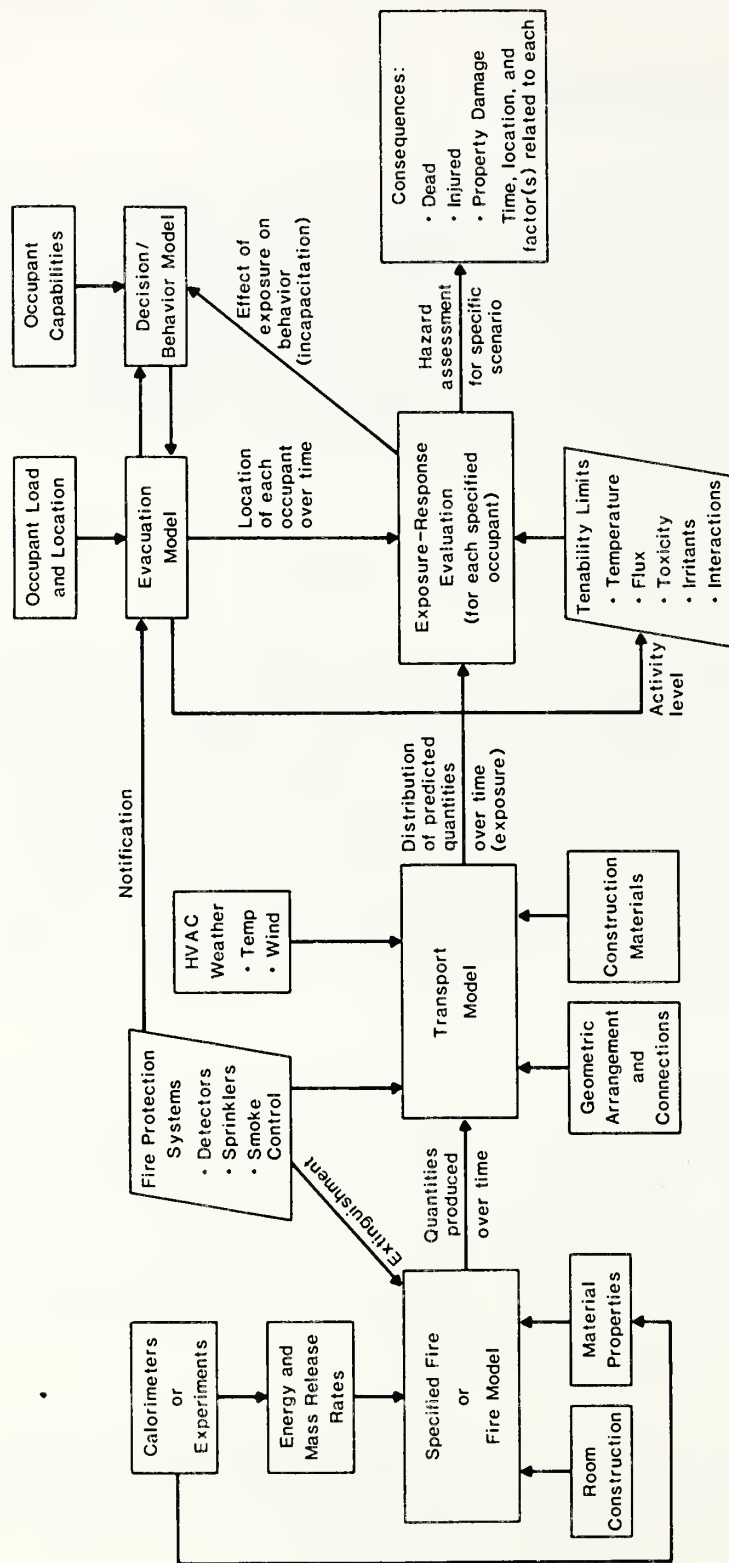 Calorimeters
or
Experiments
Energy and
Mass Release
Rates
Specified Fire
or
Fire Model
Room
Construction
Material
Properties
Fire Protection
Systems
• Detectors
• Sprinklers
• Smoke
Control
Extinguishment
Notification
Quantities
produced
over time
HVAC
Weather
• Temp
• Wind
Transport
Model
Geometric
Arrangement
and
Connections
Construction
Materials
Distribution
of predicted
quantities
over time
(exposure)
Occupant Load
and Location
Evacuation
Model
Occupant
Capabilities
Decision/
Behavior Model
Location
of each
occupant
over time
Effect of
exposure on
behavior
(incapacitation)
Exposure-Response
Evaluation
(for each specified
occupant)
Activity
level
Tenability Limits
• Temperature
• Flux
• Toxicity
• Irritants
• Interactions
Hazard
assessment
for specific
scenario
Consequences:
• Dead
• Injured
• Property Damage
Time, location, and
factor(s) related to each